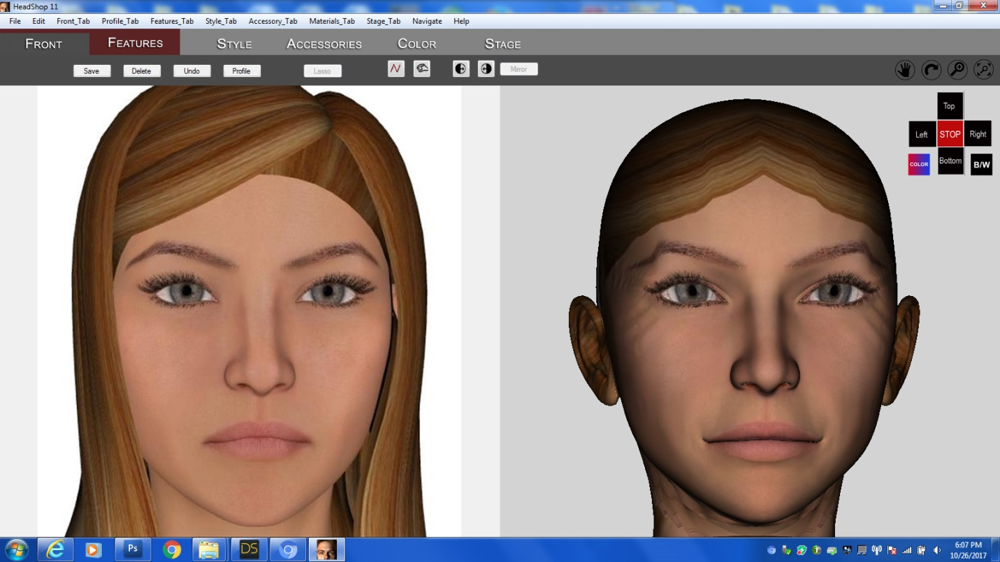 HeadShop 11
File Edit Front_Tab Profile_Tab Features_Tab Style_Tab Accessory_Tab Materials_Tab Stage_Tab Navigate Help
FRONT FEATURES STYLE ACCESSORIES COLOR STAGE
Save Delete Undo Profile Lasso Mirror
Top
Left STOP Right
COLOR Bottom B/W
Ps DS
6:07 PM
10/26/2017